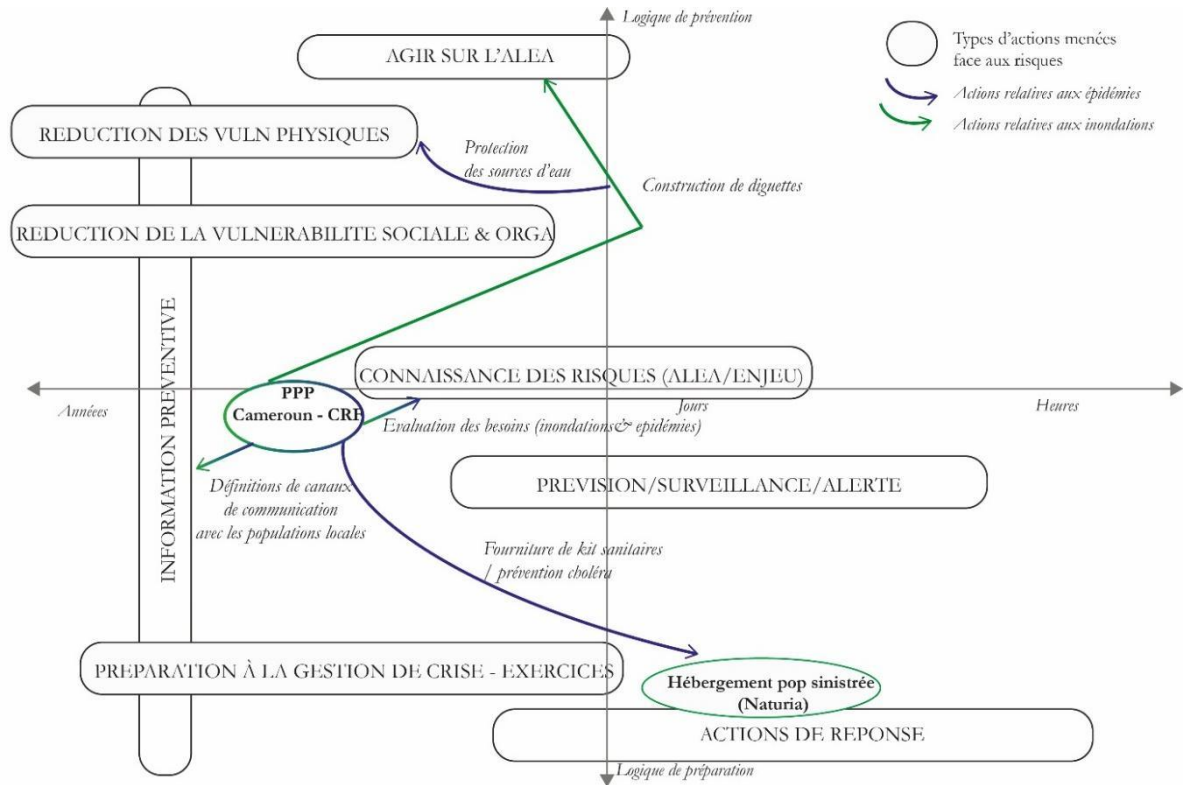 Logique de prévention
AGIR SUR L'ALEA
Types d'actions menées
face aux risques
Actions relatives aux épidémies
Actions relatives aux inondations
REDUCTION DES VULN PHYSIQUES
Protection
des sources d'eau
Construction de diguettes
REDUCTION DE LA VULNERABILITE SOCIALE & ORGA
INFORMATION PREVENTIVE
CONNAISSANCE DES RISQUES (ALEA/ENJEU)
Annéees
PPP
Cameroun - CRF
Jours
Heures
Evaluation des besoins (inondations& epidémies)
Définitions de canaux
de communication
avec les populations locales
PREVISION/SURVEILLANCE/ALERTE
Fourniture de kit sanitaires
/ prévention choléra
PREPARATION À LA GESTION DE CRISE - EXERCICES
Hébergement pop sinistrée
(Naturia)
ACTIONS DE REPONSE
Logique de préparation